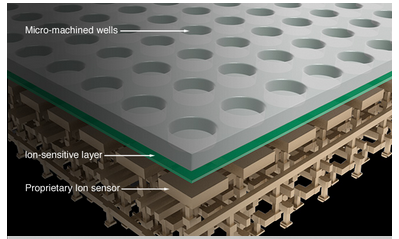 Micro-machined wells
Ion-sensitive layer
Proprietary Ion sensor